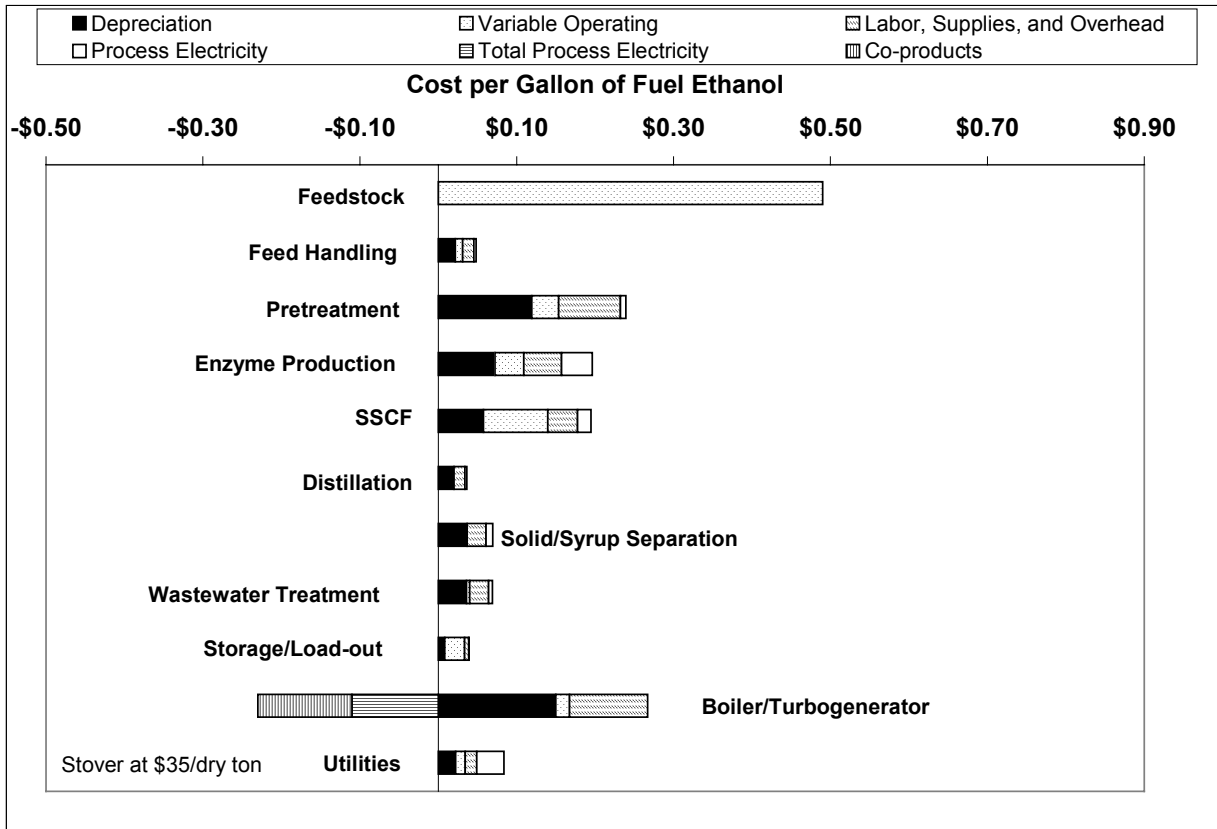 Depreciation Variable Operating Labor, Supplies, and Overhead
Process Electricity Total Process Electricity Co-products
Cost per Gallon of Fuel Ethanol
-$0.50 -$0.30 -$0.10 $0.10 $0.30 $0.50 $0.70 $0.90
Feedstock
Feed Handling
Pretreatment
Enzyme Production
SSCF
Distillation
Solid/Syrup Separation
Wastewater Treatment
Storage/Load-out
Boiler/Turbogenerator
Stover at $35/dry ton Utilities